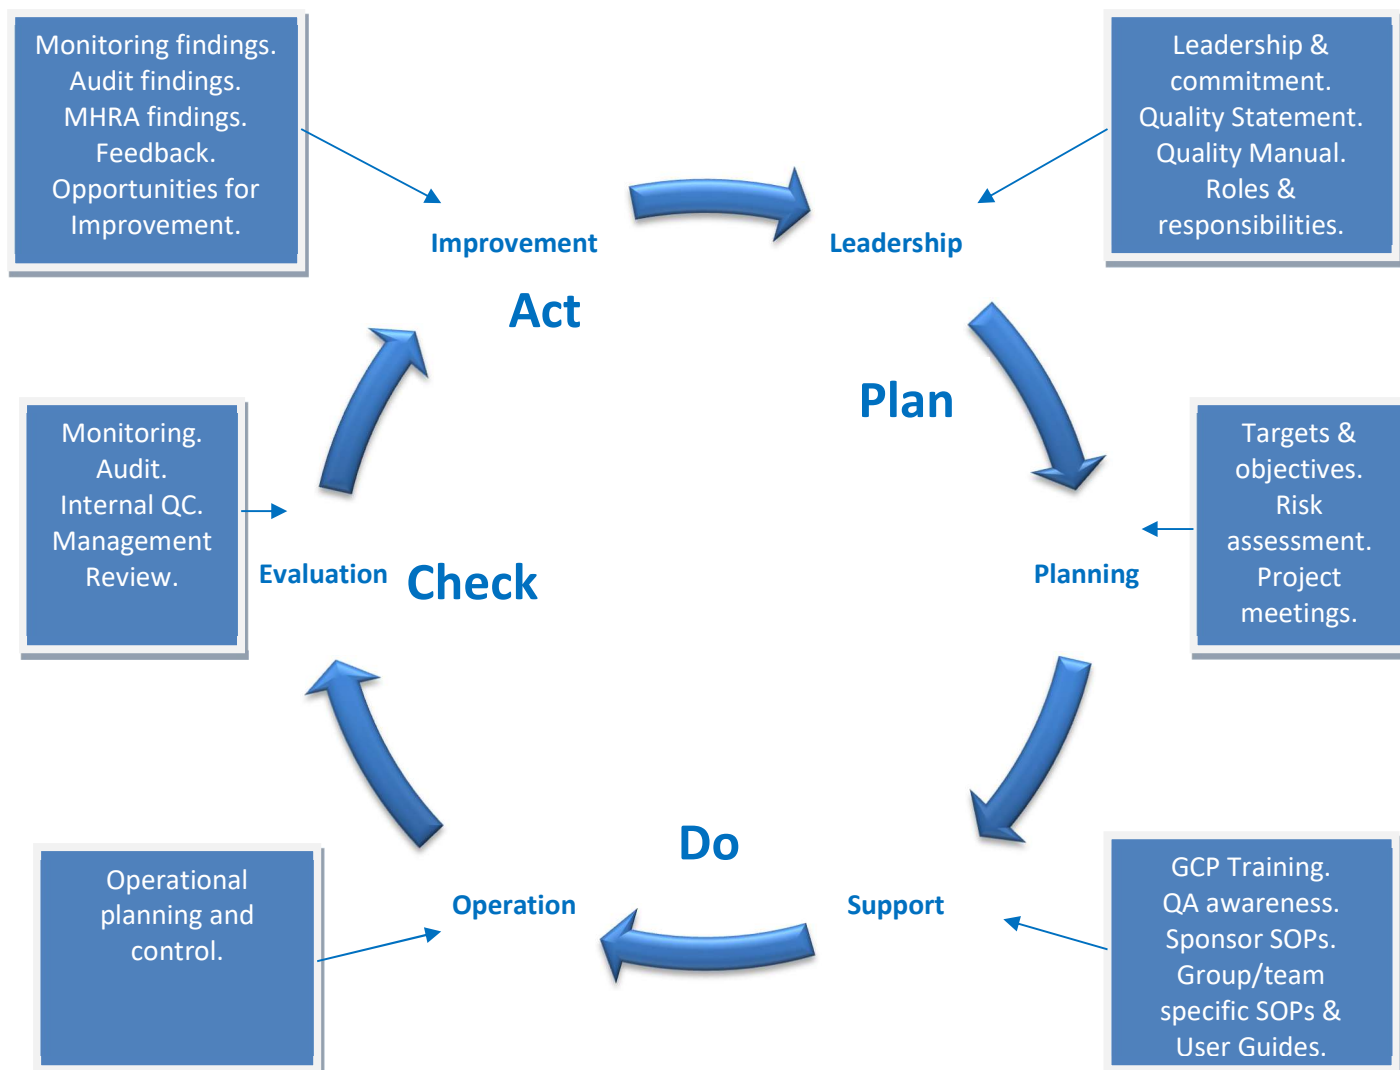 Monitoring findings.
Audit findings.
MHRA findings.
Feedback.
Opportunities for
Improvement.
Leadership &
commitment.
Quality Statement.
Quality Manual.
Roles &
responsibilities.
Improvement
Leadership
Act
Plan
Monitoring.
Audit.
Internal QC.
Management
Review.
Evaluation
Check
Planning
Targets &
objectives.
Risk
assessment.
Project
meetings.
Do
Operational
planning and
control.
Operation
Support
GCP Training.
QA awareness.
Sponsor SOPs.
Group/team
specific SOPs &
User Guides.